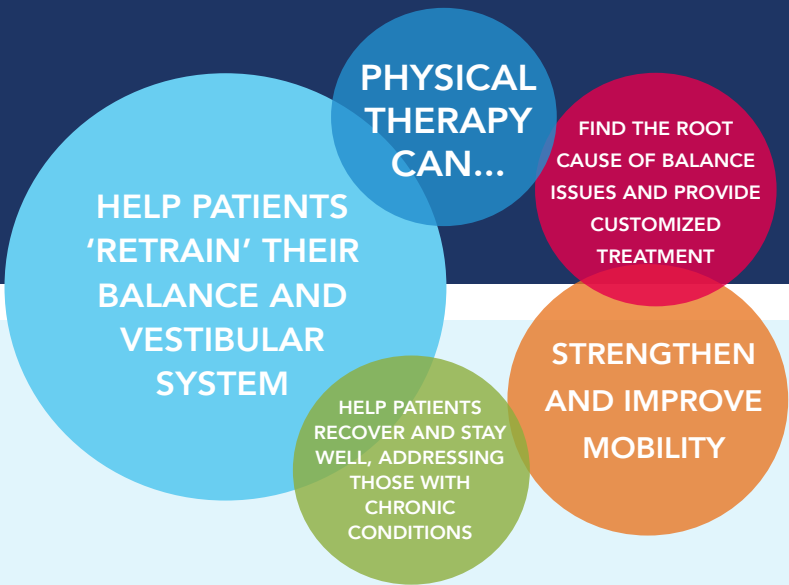 PHYSICAL
THERAPY
CAN...
HELP PATIENTS
‘RETRAIN’ THEIR
BALANCE AND
VESTIBULAR
SYSTEM
FIND THE ROOT
CAUSE OF BALANCE
ISSUES AND PROVIDE
CUSTOMIZED
TREATMENT
STRENGTHEN
AND IMPROVE
MOBILITY
HELP PATIENTS
RECOVER AND STAY
WELL, ADDRESSING
THOSE WITH
CHRONIC
CONDITIONS